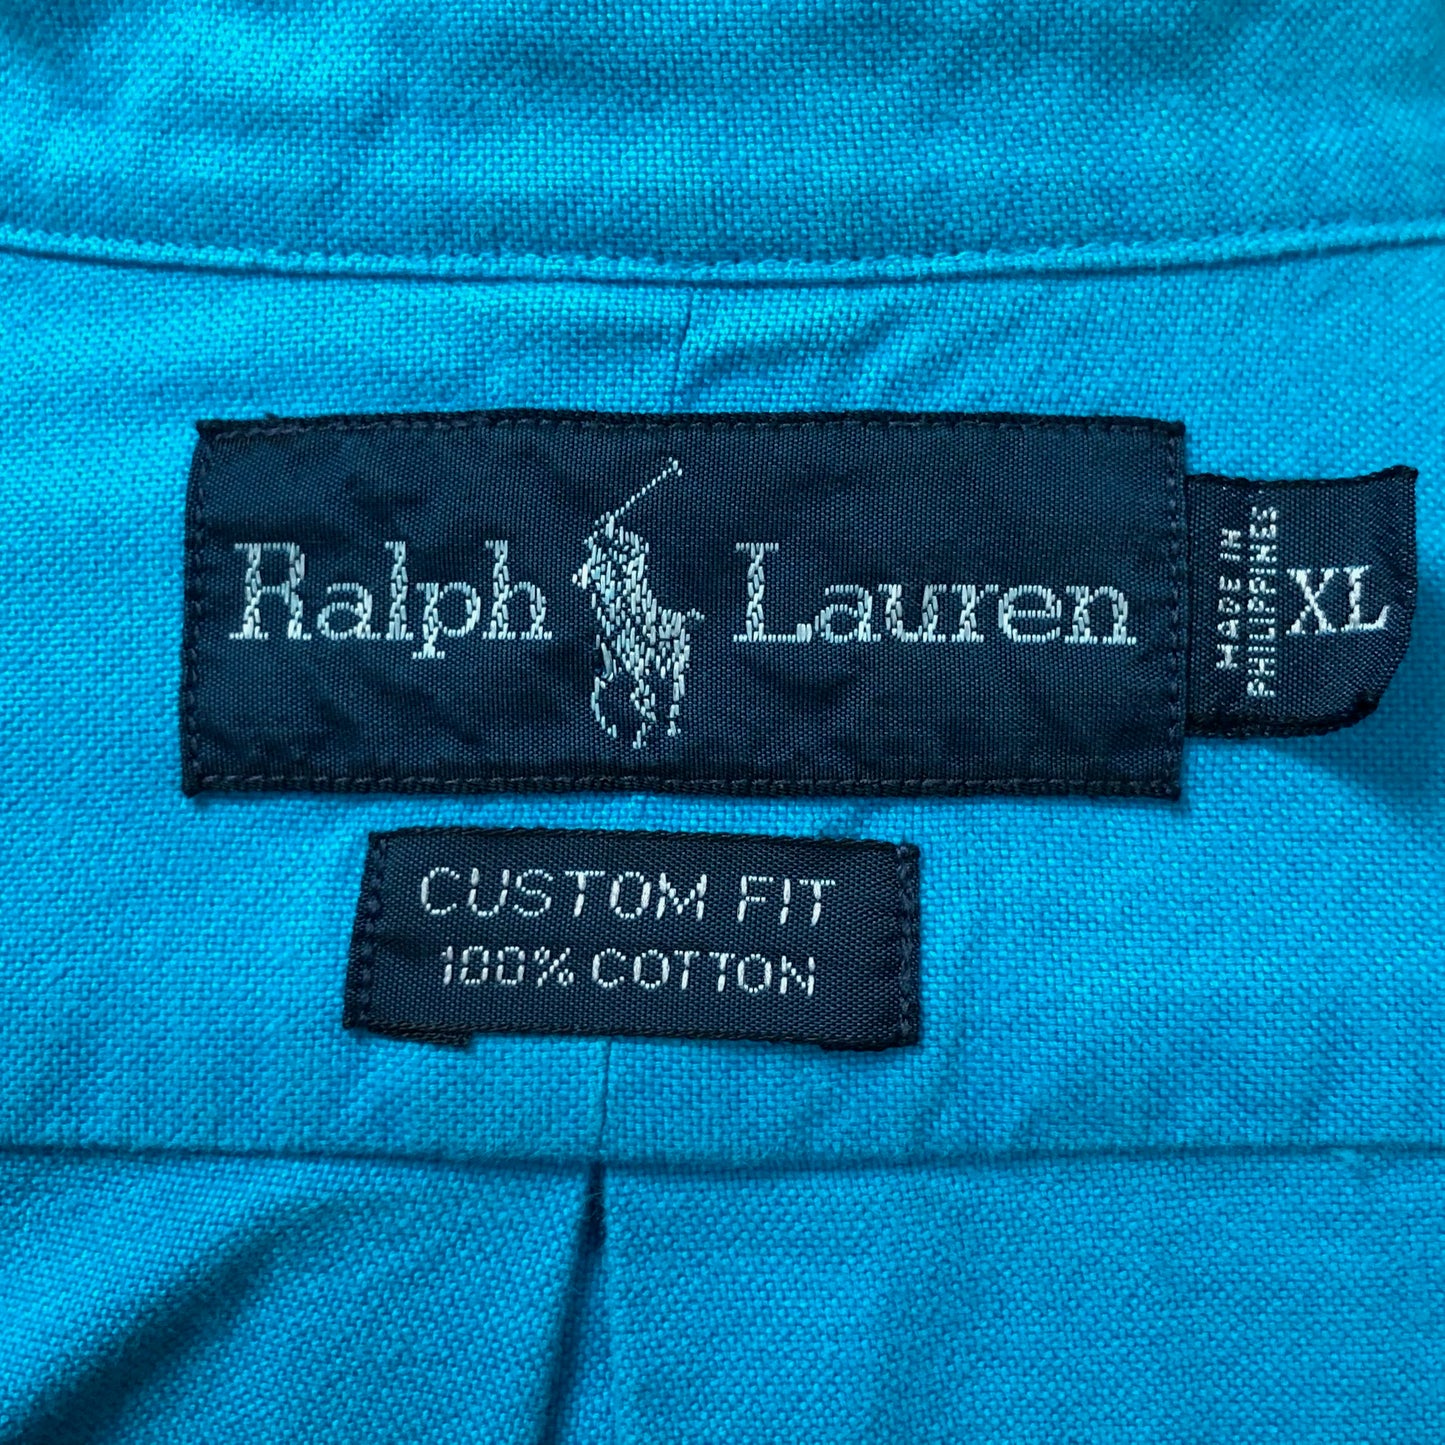 Ralph Lauren
MADE IN
PHILIPPINES
XL
CUSTOM FIT
100% COTTON